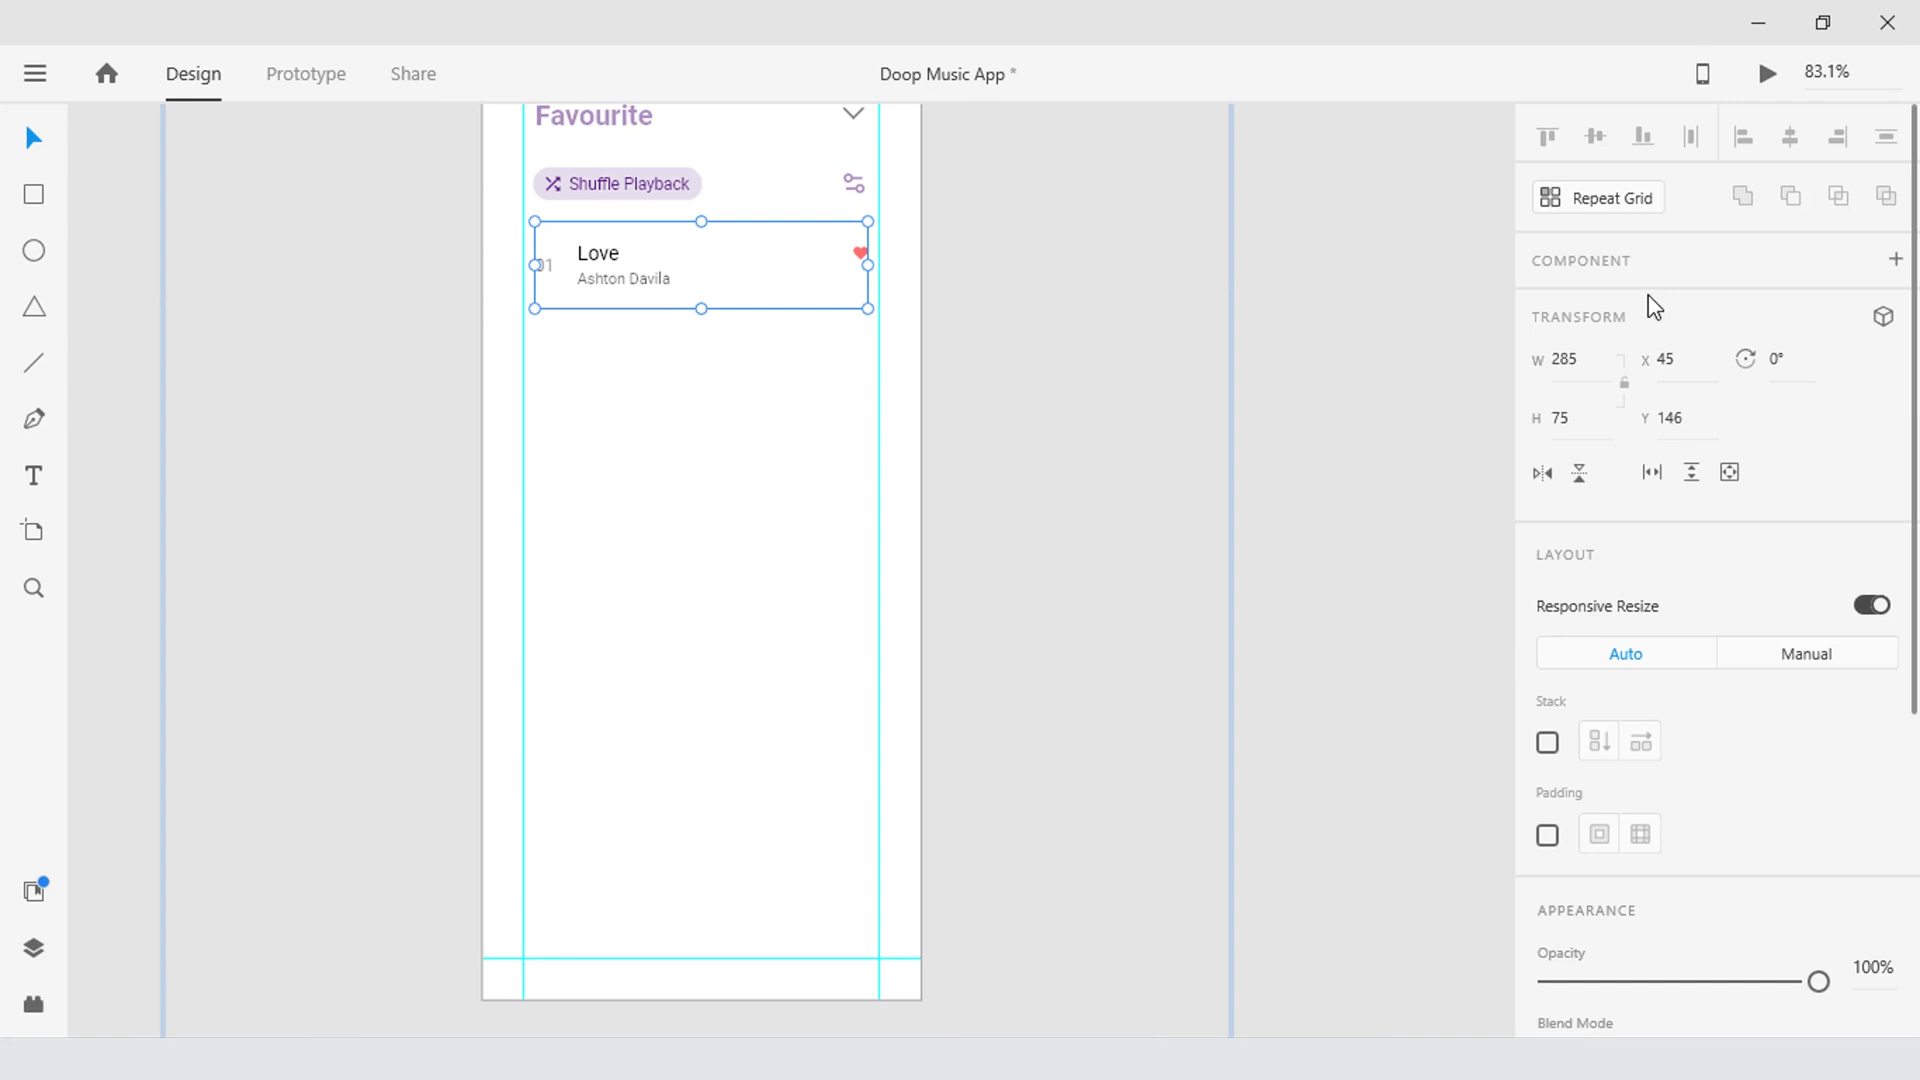 Design
Prototype
Share
Doop Music App *
83.1%
Favourite
Shuffle Playback
01
Love
Ashton Davila
Repeat Grid
COMPONENT
TRANSFORM
W 285
X 45
0°
H 75
Y 146
LAYOUT
Responsive Resize
Auto
Manual
Stack
Padding
APPEARANCE
Opacity
100%
Blend Mode